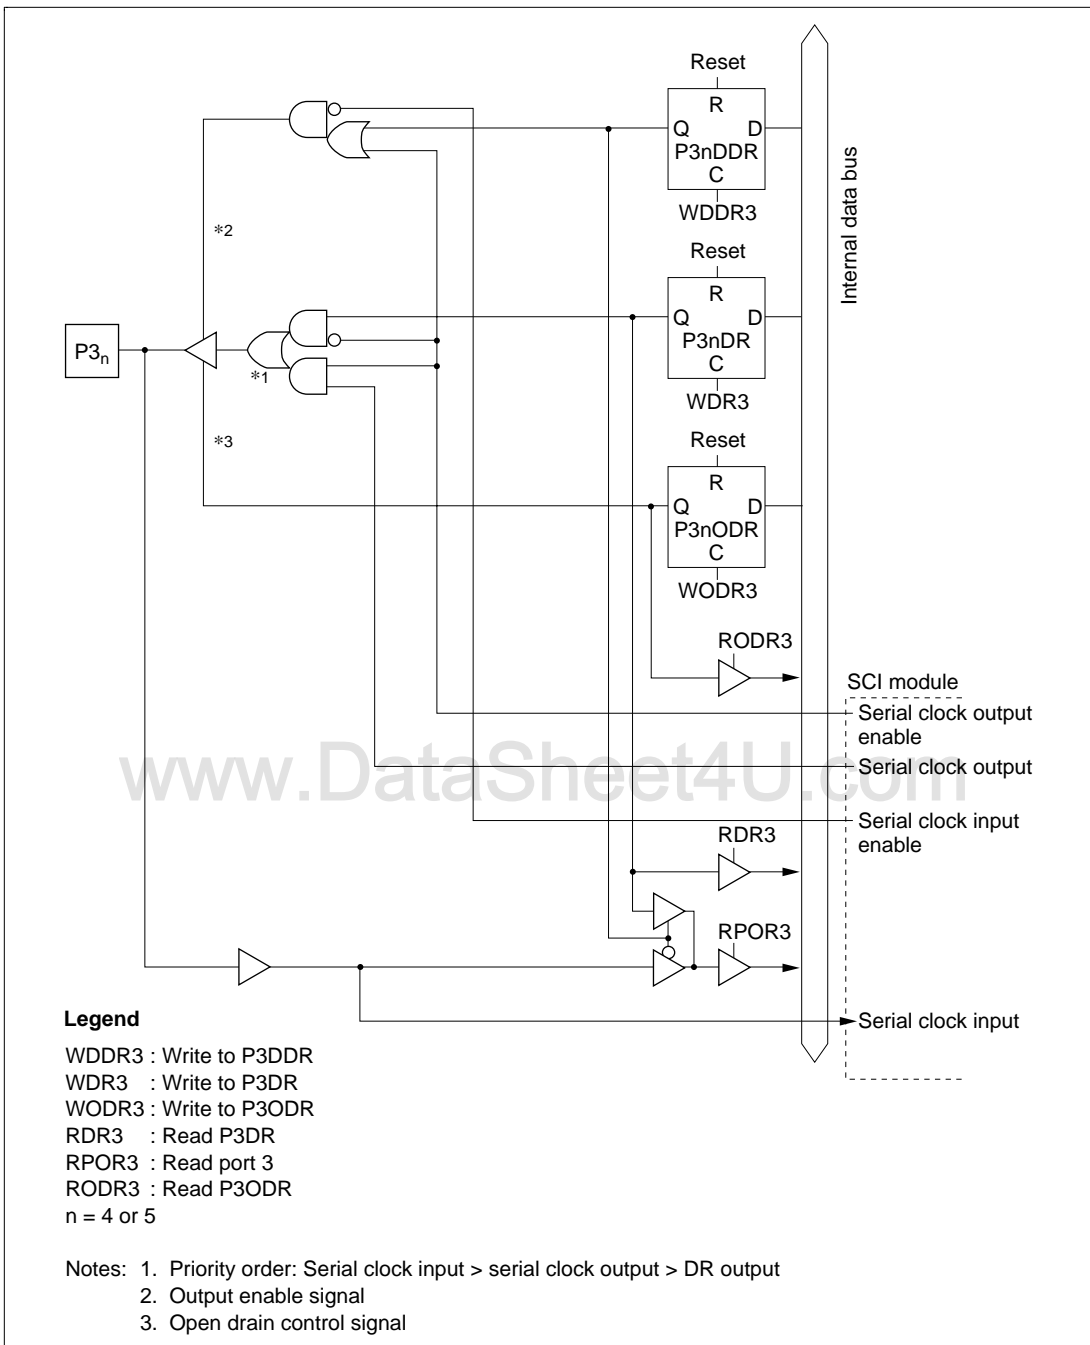 Reset
R
Q D
P3nDDR
C
WDDR3
Internal data bus
*2
Reset
R
Q D
P3nDR
C
WDR3
P3n
*1
*3
Reset
R
Q D
P3nODR
C
WODR3
RODR3
SCI module
Serial clock output
enable
www.DataSheet4U.com
Serial clock output
Serial clock input
enable
RDR3
RPOR3
Serial clock input
Legend
WDDR3 : Write to P3DDR
WDR3 : Write to P3DR
WODR3 : Write to P3ODR
RDR3 : Read P3DR
RPOR3 : Read port 3
RODR3 : Read P3ODR
n = 4 or 5
Notes: 1. Priority order: Serial clock input > serial clock output > DR output
2. Output enable signal
3. Open drain control signal